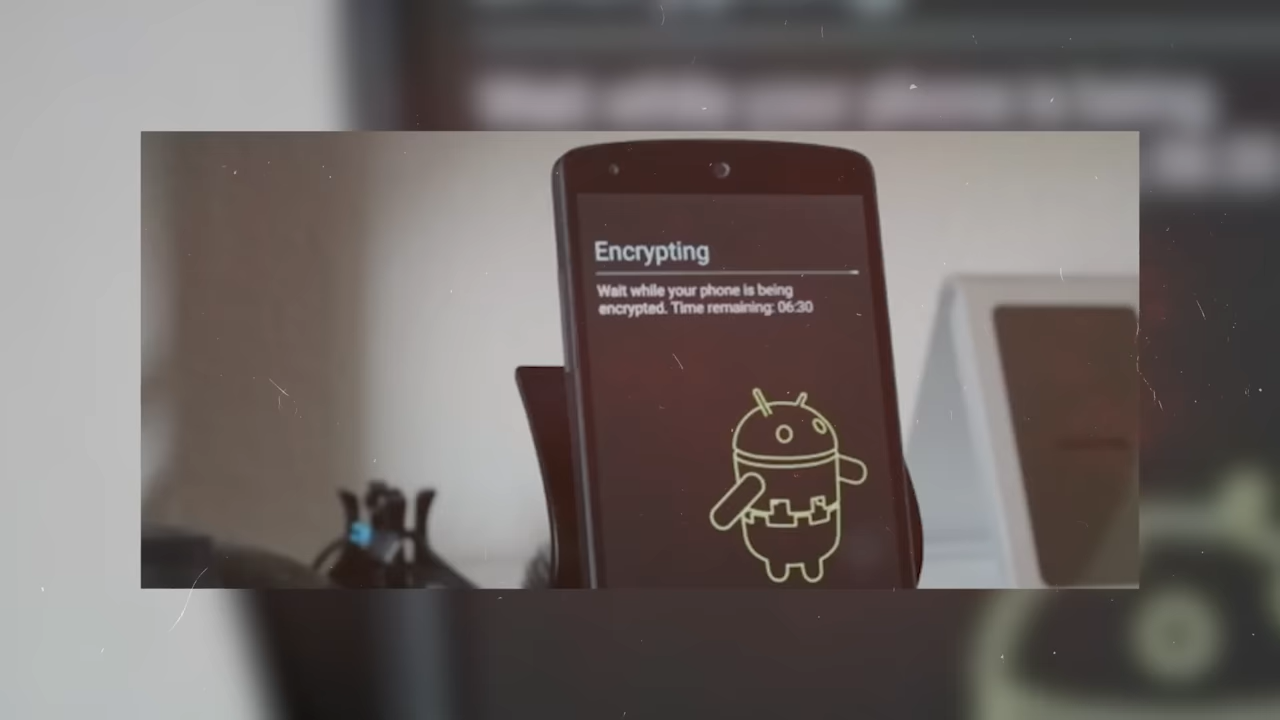 Encrypting
Wait while your phone is being
encrypted. Time remaining: 06:30